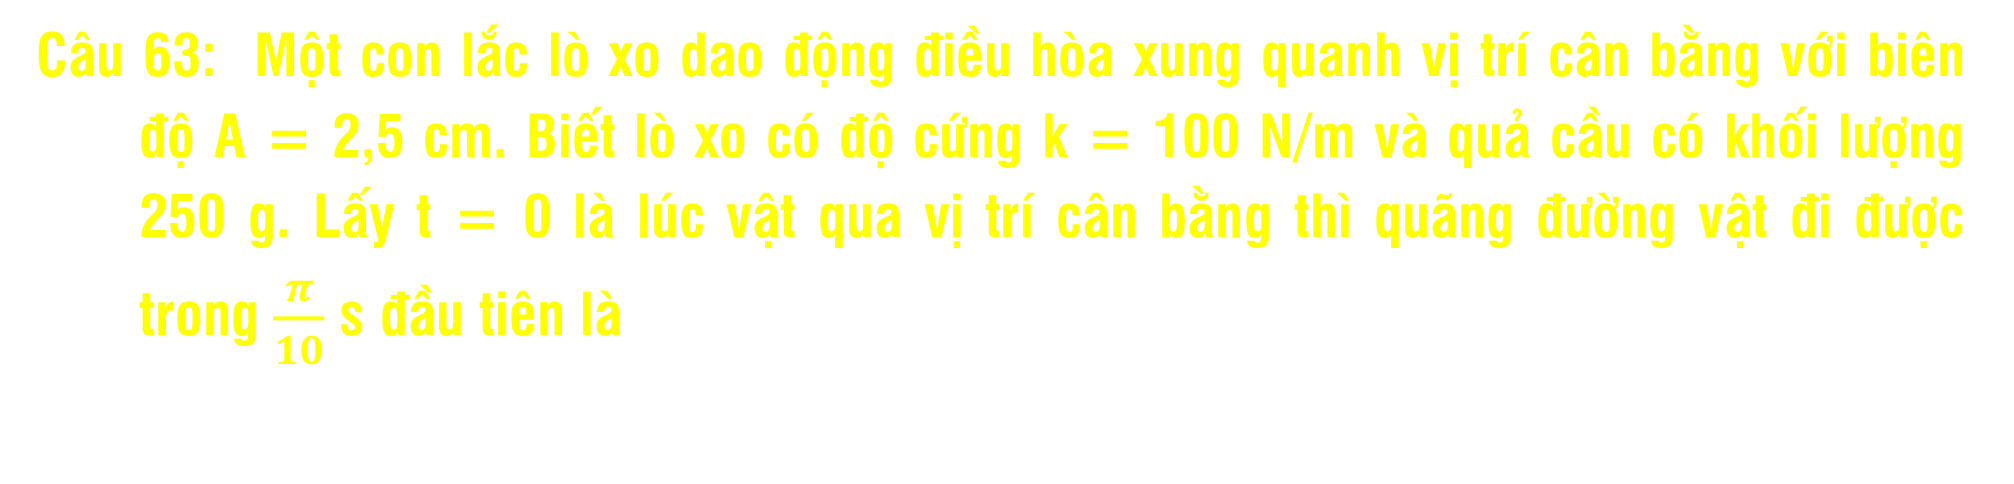 Câu 63: Một con lắc lò xo dao động điều hòa xung quanh vị trí cân bằng với biên
độ A = 2,5 cm. Biết lò xo có độ cứng k = 100 N/m và quả cầu có khối lượng
250 g. Lấy t = 0 là lúc vật qua vị trí cân bằng thì quãng đường vật đi được
trong π/10 s đầu tiên là